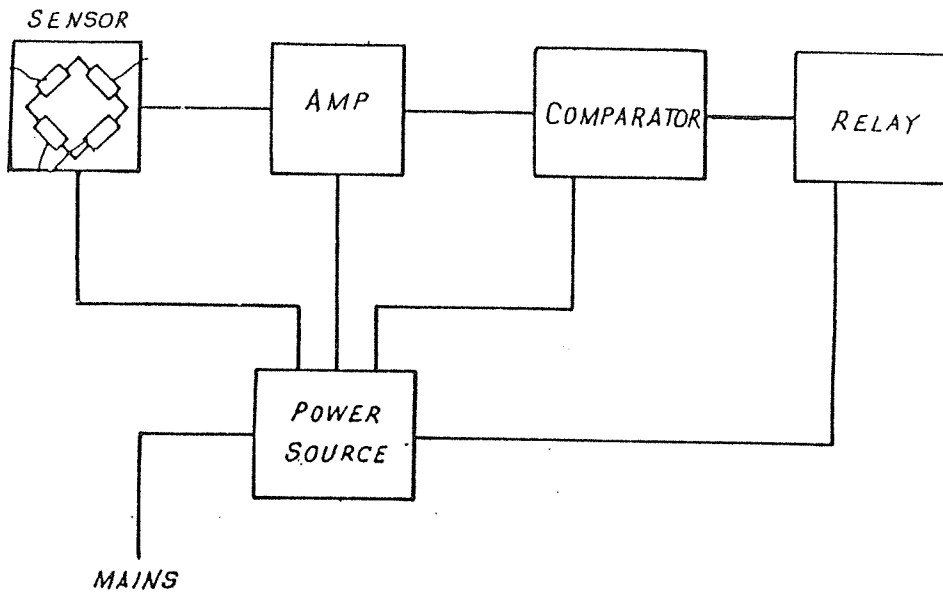 SENSOR
AMP
COMPARATOR
RELAY
POWER
SOURCE
MAINS